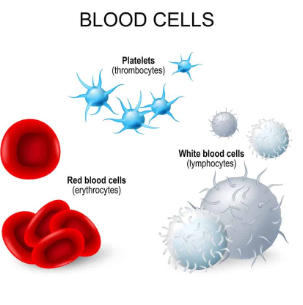 BLOOD CELLS
Platelets
(thrombocytes)
White blood cells
(lymphocytes)
Red blood cells
(erythrocytes)